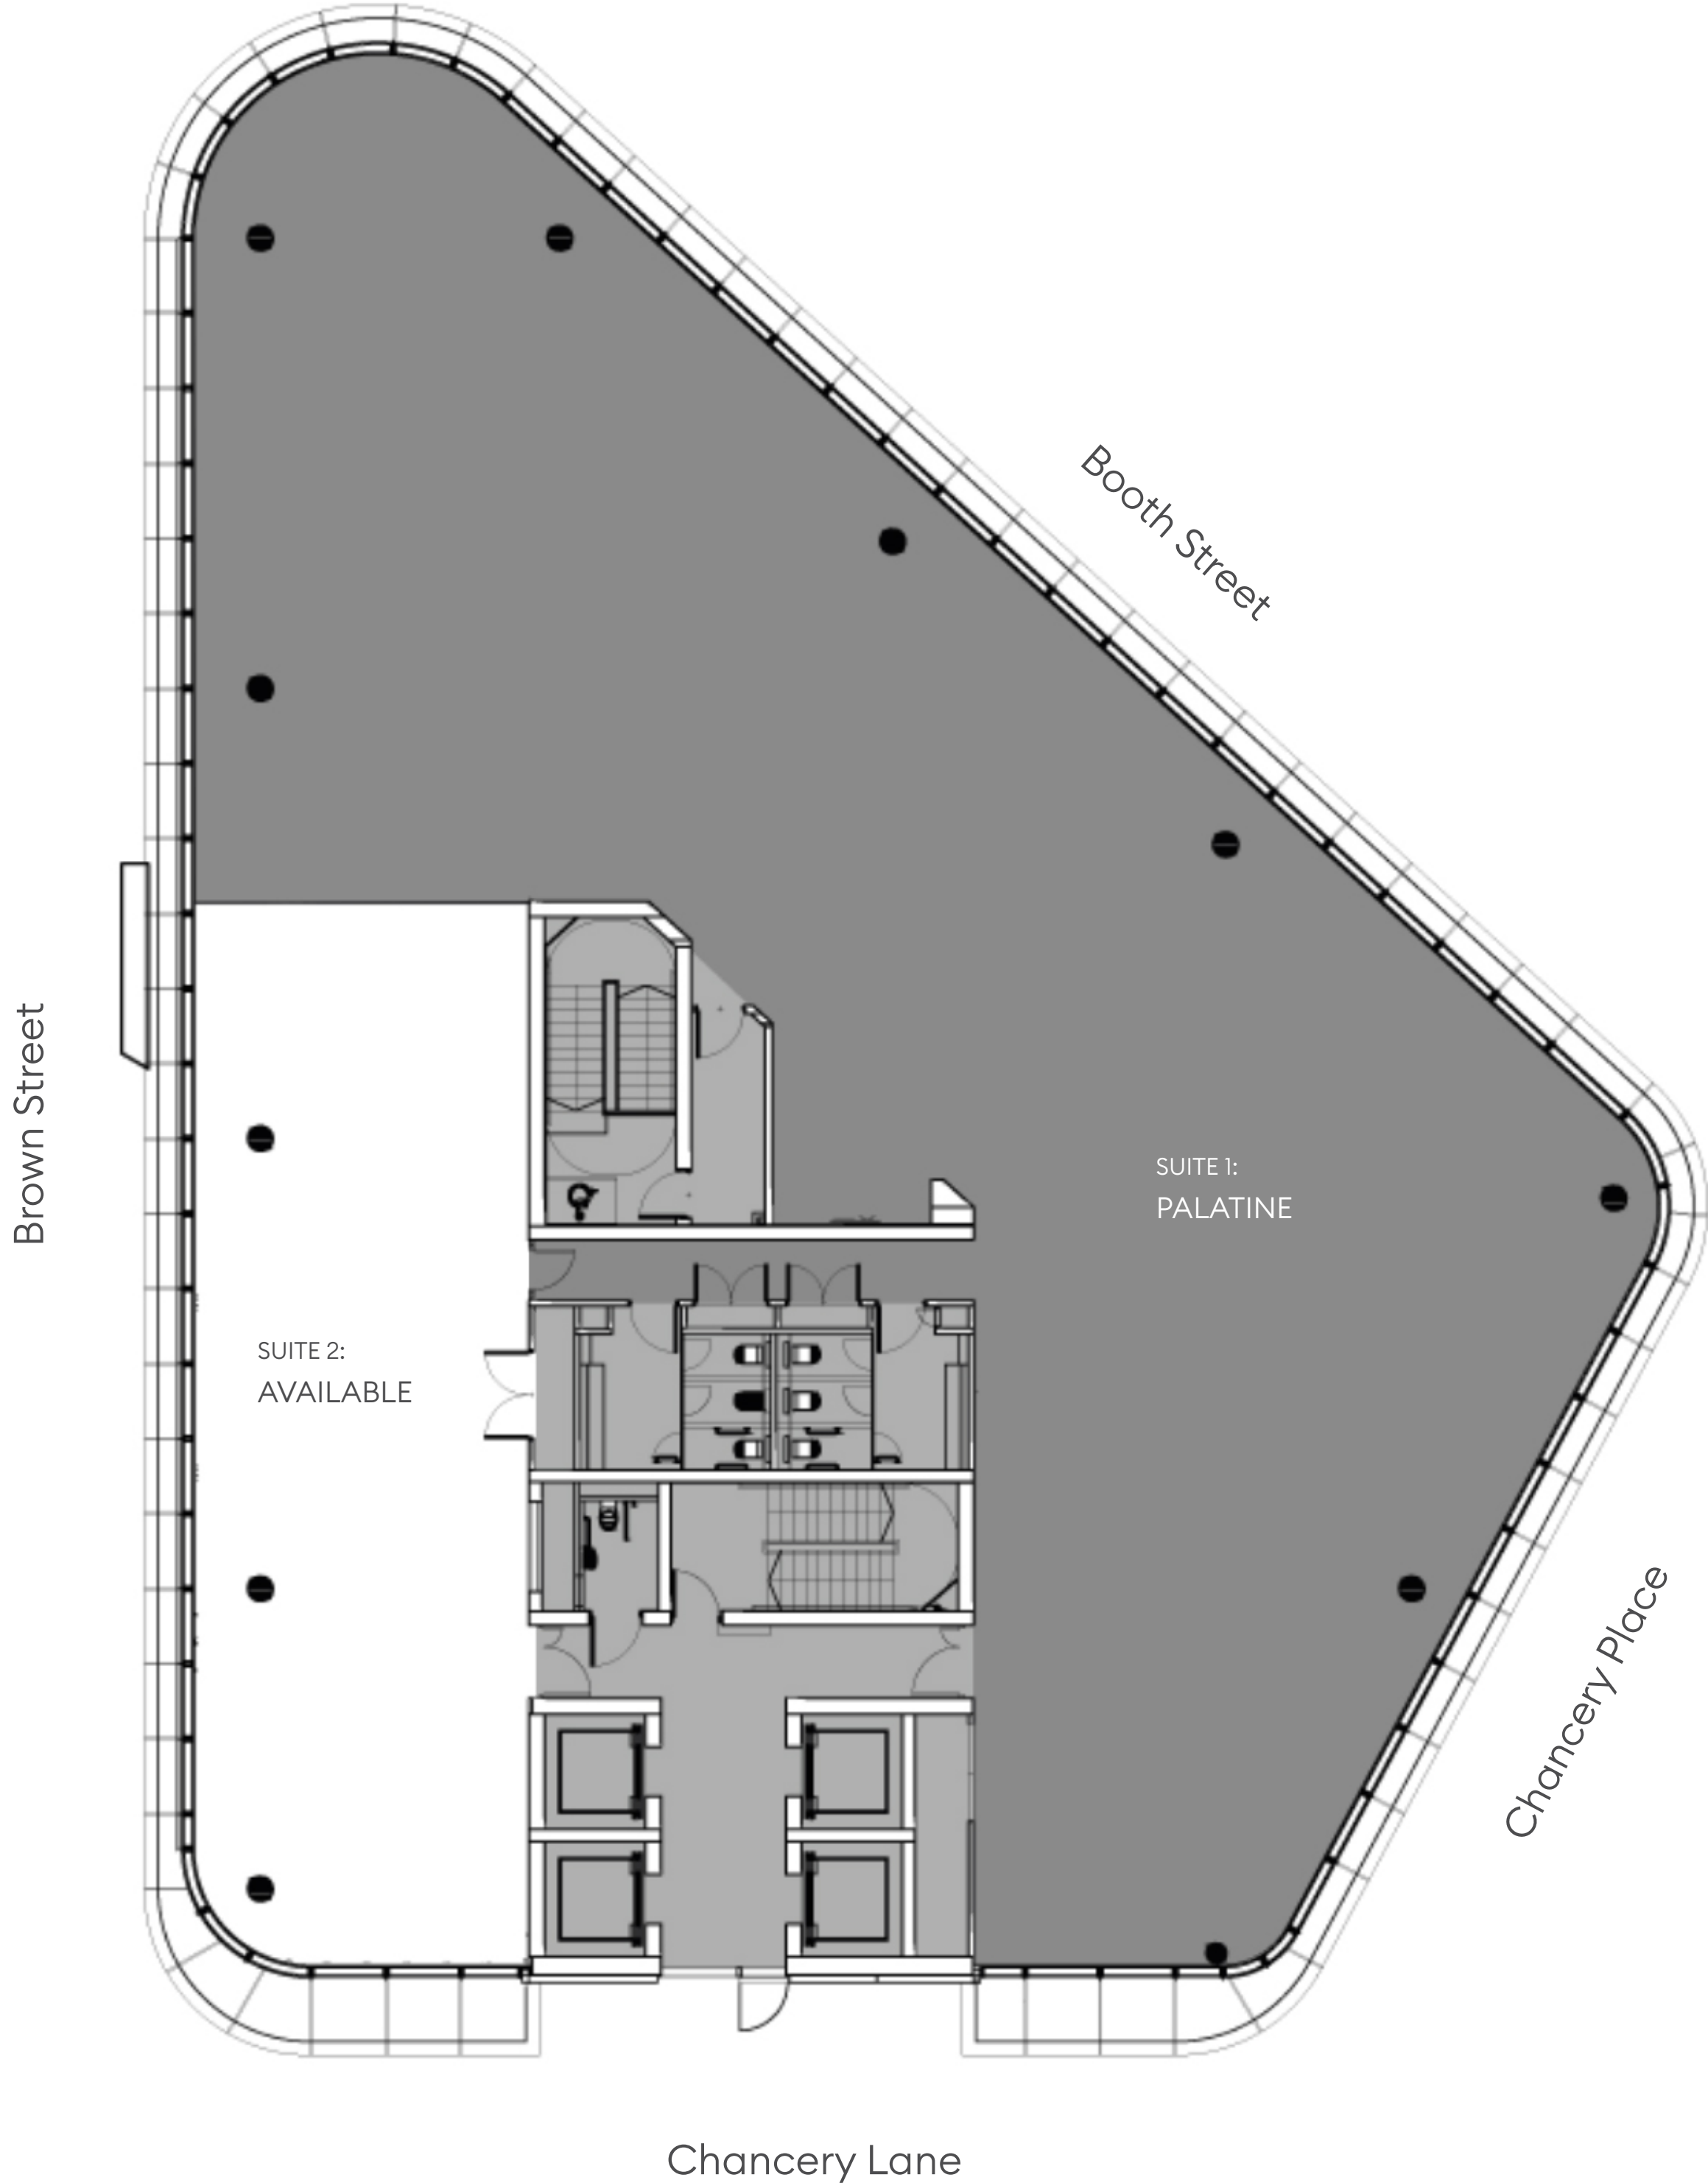 Booth Street
Brown Street
SUITE 1:
PALATINE
SUITE 2:
AVAILABLE
Chancery Place
Chancery Lane